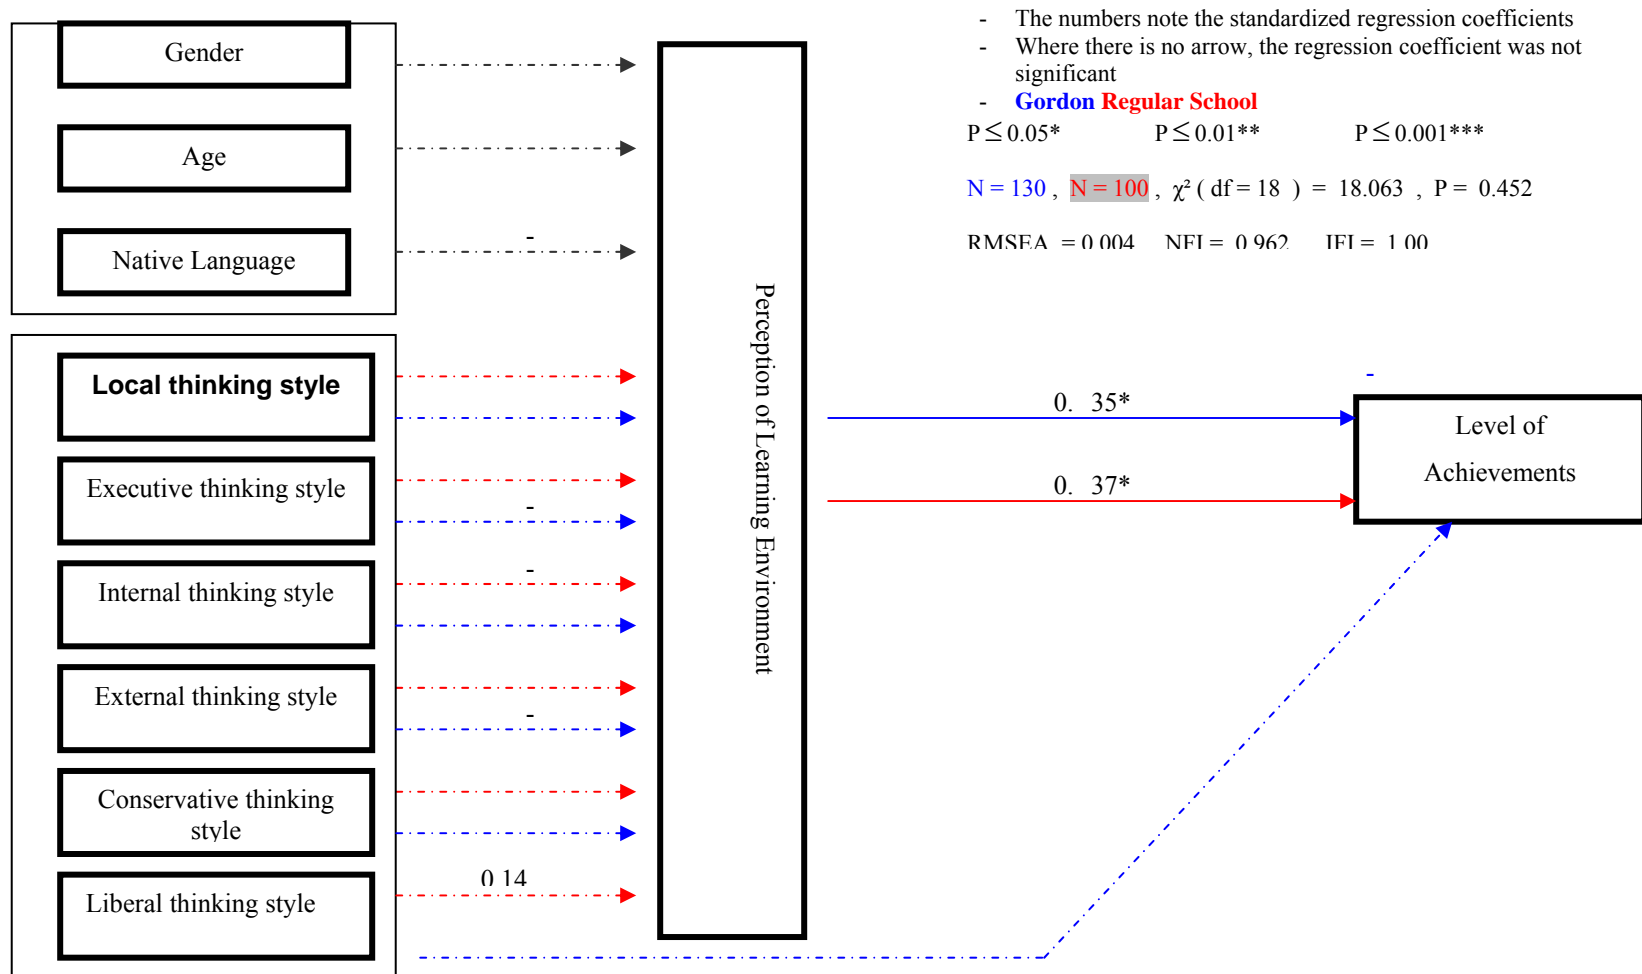 - The numbers note the standardized regression coefficients
- Where there is no arrow, the regression coefficient was not
significant
- Gordon Regular School
P ≤ 0.05* P ≤ 0.01** P ≤ 0.001***
N = 130 , N = 100 , χ² ( df = 18 ) = 18.063 , P = 0.452
RMSEA = 0.004 NFI = 0.962 IFI = 1.00
Gender
Age
Native Language
-
Local thinking style
Executive thinking style
-
Internal thinking style
-
External thinking style
-
Conservative thinking
style
Liberal thinking style
0.14
Perception of Learning Environment
0. 35*
0. 37*
-
Level of
Achievements